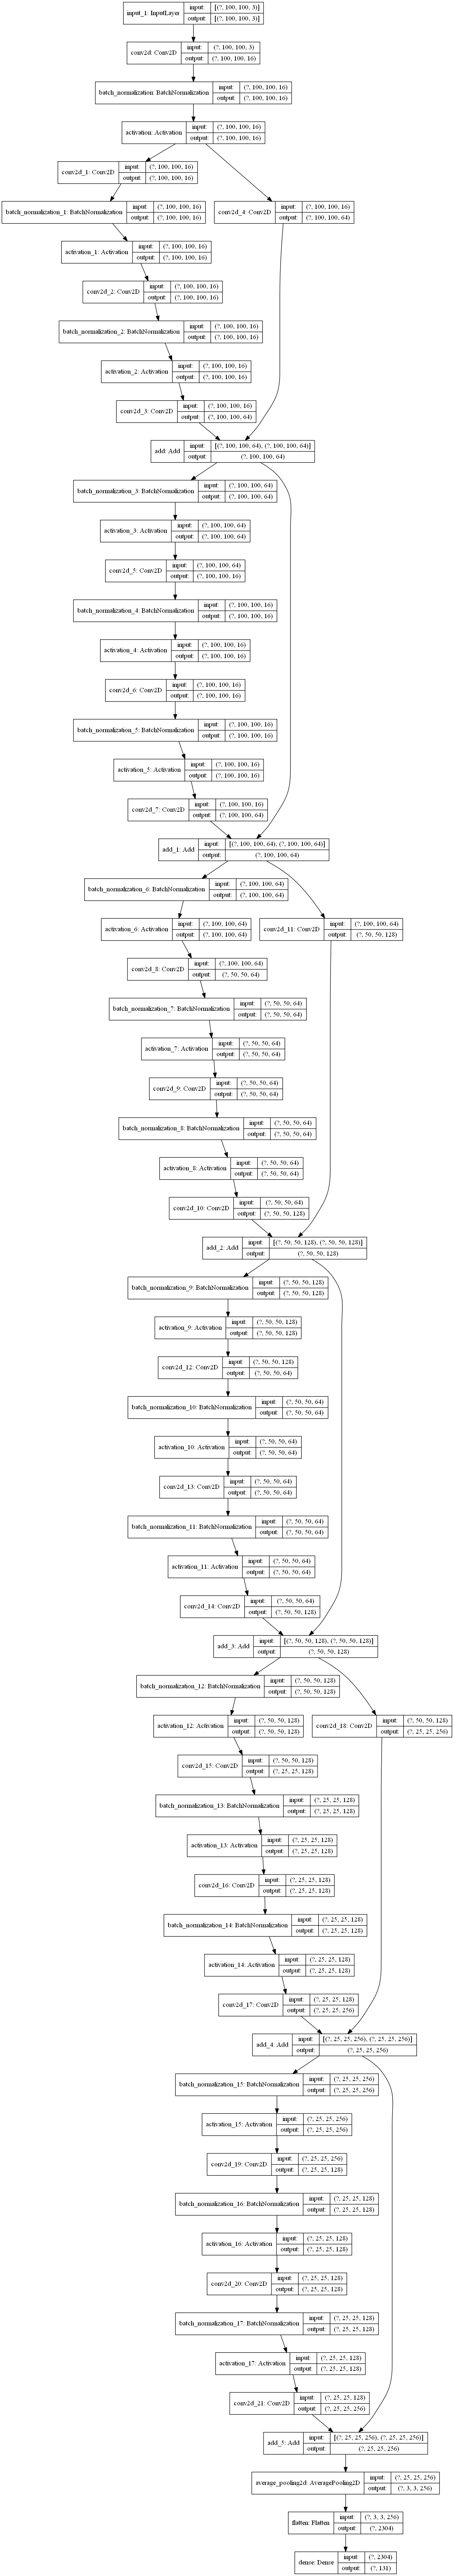 input_1: InputLayer
input: [(?, 100, 100, 3)]
output: [(?, 100, 100, 3)]
conv2d: Conv2D
input: (?, 100, 100, 3)
output: (?, 100, 100, 16)
batch_normalization: BatchNormalization
input: (?, 100, 100, 16)
output: (?, 100, 100, 16)
activation: Activation
input: (?, 100, 100, 16)
output: (?, 100, 100, 16)
conv2d_1: Conv2D
input: (?, 100, 100, 16)
output: (?, 100, 100, 16)
batch_normalization_1: BatchNormalization
input: (?, 100, 100, 16)
output: (?, 100, 100, 16)
conv2d_4: Conv2D
input: (?, 100, 100, 16)
output: (?, 100, 100, 64)
activation_1: Activation
input: (?, 100, 100, 16)
output: (?, 100, 100, 16)
conv2d_2: Conv2D
input: (?, 100, 100, 16)
output: (?, 100, 100, 16)
batch_normalization_2: BatchNormalization
input: (?, 100, 100, 16)
output: (?, 100, 100, 16)
activation_2: Activation
input: (?, 100, 100, 16)
output: (?, 100, 100, 16)
conv2d_3: Conv2D
input: (?, 100, 100, 16)
output: (?, 100, 100, 64)
add: Add
input: [(?, 100, 100, 64), (?, 100, 100, 64)]
output: (?, 100, 100, 64)
batch_normalization_3: BatchNormalization
input: (?, 100, 100, 64)
output: (?, 100, 100, 64)
activation_3: Activation
input: (?, 100, 100, 64)
output: (?, 100, 100, 64)
conv2d_5: Conv2D
input: (?, 100, 100, 64)
output: (?, 100, 100, 16)
batch_normalization_4: BatchNormalization
input: (?, 100, 100, 16)
output: (?, 100, 100, 16)
activation_4: Activation
input: (?, 100, 100, 16)
output: (?, 100, 100, 16)
conv2d_6: Conv2D
input: (?, 100, 100, 16)
output: (?, 100, 100, 16)
batch_normalization_5: BatchNormalization
input: (?, 100, 100, 16)
output: (?, 100, 100, 16)
activation_5: Activation
input: (?, 100, 100, 16)
output: (?, 100, 100, 16)
conv2d_7: Conv2D
input: (?, 100, 100, 16)
output: (?, 100, 100, 64)
add_1: Add
input: [(?, 100, 100, 64), (?, 100, 100, 64)]
output: (?, 100, 100, 64)
batch_normalization_6: BatchNormalization
input: (?, 100, 100, 64)
output: (?, 100, 100, 64)
activation_6: Activation
input: (?, 100, 100, 64)
output: (?, 100, 100, 64)
conv2d_11: Conv2D
input: (?, 100, 100, 64)
output: (?, 50, 50, 128)
conv2d_8: Conv2D
input: (?, 100, 100, 64)
output: (?, 50, 50, 64)
batch_normalization_7: BatchNormalization
input: (?, 50, 50, 64)
output: (?, 50, 50, 64)
activation_7: Activation
input: (?, 50, 50, 64)
output: (?, 50, 50, 64)
conv2d_9: Conv2D
input: (?, 50, 50, 64)
output: (?, 50, 50, 64)
batch_normalization_8: BatchNormalization
input: (?, 50, 50, 64)
output: (?, 50, 50, 64)
activation_8: Activation
input: (?, 50, 50, 64)
output: (?, 50, 50, 64)
conv2d_10: Conv2D
input: (?, 50, 50, 64)
output: (?, 50, 50, 128)
add_2: Add
input: [(?, 50, 50, 128), (?, 50, 50, 128)]
output: (?, 50, 50, 128)
batch_normalization_9: BatchNormalization
input: (?, 50, 50, 128)
output: (?, 50, 50, 128)
activation_9: Activation
input: (?, 50, 50, 128)
output: (?, 50, 50, 128)
conv2d_12: Conv2D
input: (?, 50, 50, 128)
output: (?, 50, 50, 64)
batch_normalization_10: BatchNormalization
input: (?, 50, 50, 64)
output: (?, 50, 50, 64)
activation_10: Activation
input: (?, 50, 50, 64)
output: (?, 50, 50, 64)
conv2d_13: Conv2D
input: (?, 50, 50, 64)
output: (?, 50, 50, 64)
batch_normalization_11: BatchNormalization
input: (?, 50, 50, 64)
output: (?, 50, 50, 64)
activation_11: Activation
input: (?, 50, 50, 64)
output: (?, 50, 50, 64)
conv2d_14: Conv2D
input: (?, 50, 50, 64)
output: (?, 50, 50, 128)
add_3: Add
input: [(?, 50, 50, 128), (?, 50, 50, 128)]
output: (?, 50, 50, 128)
batch_normalization_12: BatchNormalization
input: (?, 50, 50, 128)
output: (?, 50, 50, 128)
activation_12: Activation
input: (?, 50, 50, 128)
output: (?, 50, 50, 128)
conv2d_18: Conv2D
input: (?, 50, 50, 128)
output: (?, 25, 25, 256)
conv2d_15: Conv2D
input: (?, 50, 50, 128)
output: (?, 25, 25, 128)
batch_normalization_13: BatchNormalization
input: (?, 25, 25, 128)
output: (?, 25, 25, 128)
activation_13: Activation
input: (?, 25, 25, 128)
output: (?, 25, 25, 128)
conv2d_16: Conv2D
input: (?, 25, 25, 128)
output: (?, 25, 25, 128)
batch_normalization_14: BatchNormalization
input: (?, 25, 25, 128)
output: (?, 25, 25, 128)
activation_14: Activation
input: (?, 25, 25, 128)
output: (?, 25, 25, 128)
conv2d_17: Conv2D
input: (?, 25, 25, 128)
output: (?, 25, 25, 256)
add_4: Add
input: [(?, 25, 25, 256), (?, 25, 25, 256)]
output: (?, 25, 25, 256)
batch_normalization_15: BatchNormalization
input: (?, 25, 25, 256)
output: (?, 25, 25, 256)
activation_15: Activation
input: (?, 25, 25, 256)
output: (?, 25, 25, 256)
conv2d_19: Conv2D
input: (?, 25, 25, 256)
output: (?, 25, 25, 128)
batch_normalization_16: BatchNormalization
input: (?, 25, 25, 128)
output: (?, 25, 25, 128)
activation_16: Activation
input: (?, 25, 25, 128)
output: (?, 25, 25, 128)
conv2d_20: Conv2D
input: (?, 25, 25, 128)
output: (?, 25, 25, 128)
batch_normalization_17: BatchNormalization
input: (?, 25, 25, 128)
output: (?, 25, 25, 128)
activation_17: Activation
input: (?, 25, 25, 128)
output: (?, 25, 25, 128)
conv2d_21: Conv2D
input: (?, 25, 25, 128)
output: (?, 25, 25, 256)
add_5: Add
input: [(?, 25, 25, 256), (?, 25, 25, 256)]
output: (?, 25, 25, 256)
average_pooling2d: AveragePooling2D
input: (?, 25, 25, 256)
output: (?, 3, 3, 256)
flatten: Flatten
input: (?, 3, 3, 256)
output: (?, 2304)
dense: Dense
input: (?, 2304)
output: (?, 131)